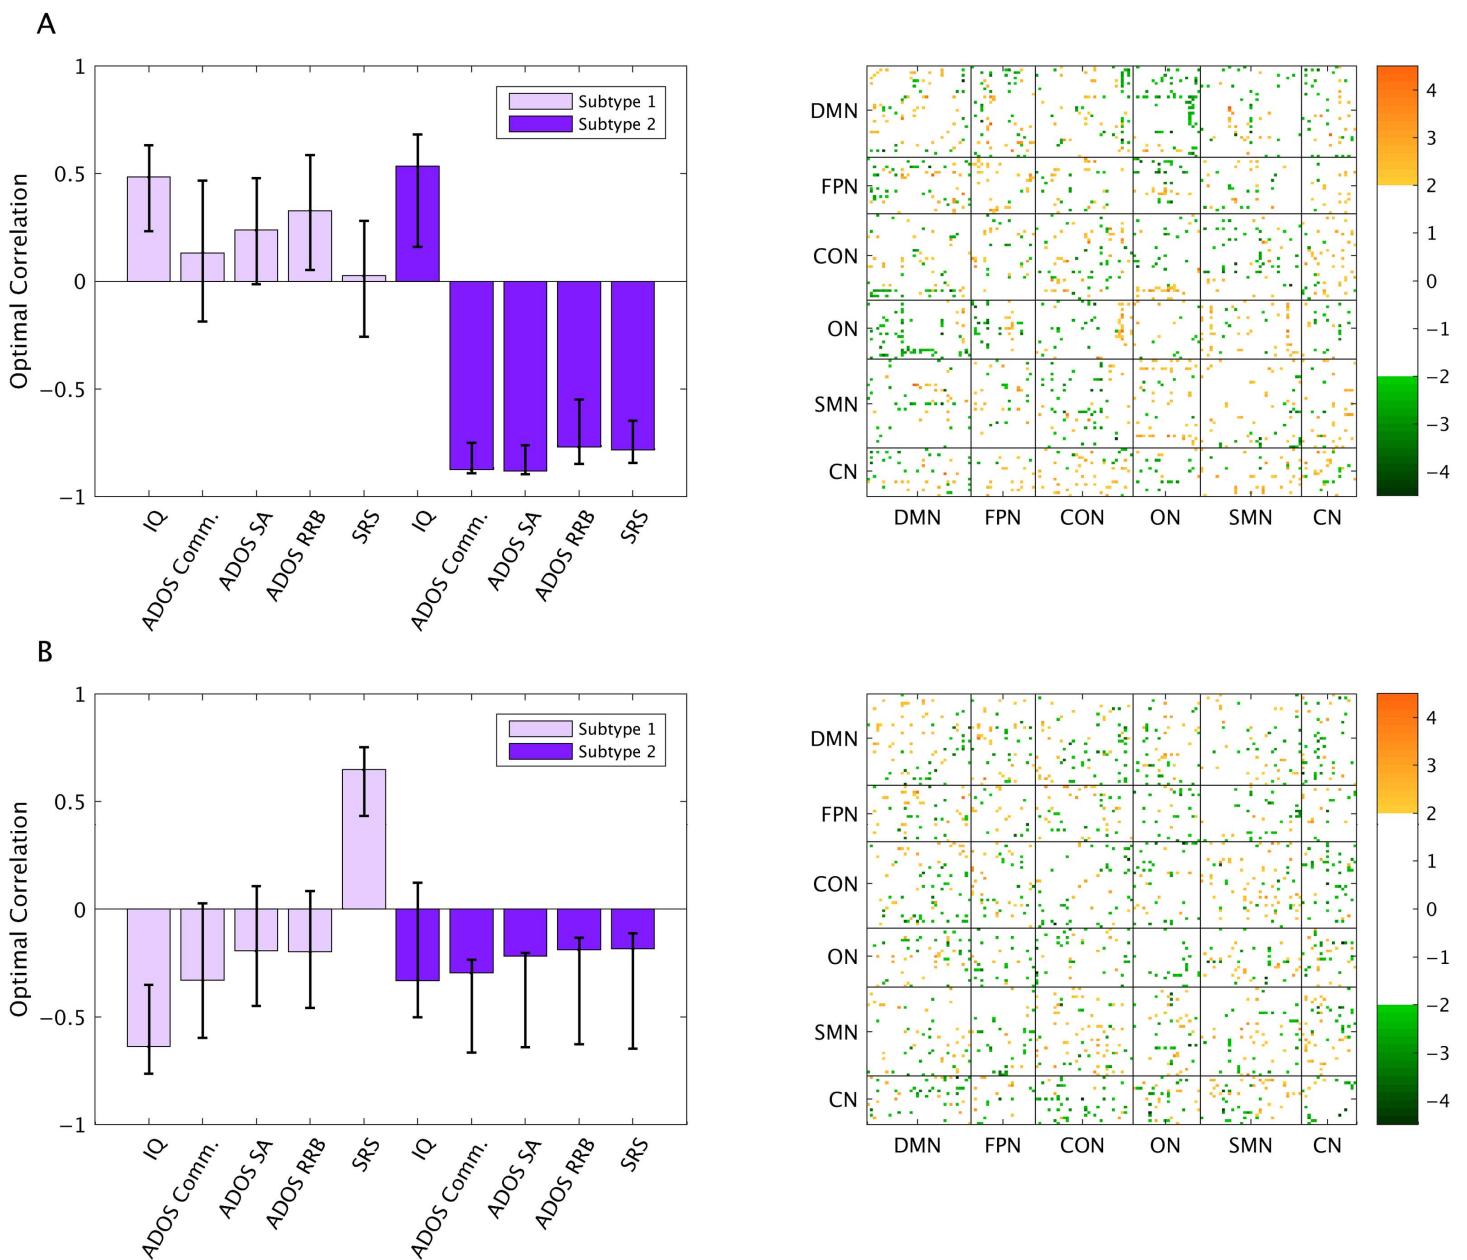 A
1
0.5
0
−0.5
−1
Optimal Correlation
Subtype 1
Subtype 2
IQ
ADOS Comm.
ADOS SA
ADOS RRB
SRS
IQ
ADOS Comm.
ADOS SA
ADOS RRB
SRS
DMN
FPN
CON
ON
SMN
CN
DMN FPN CON ON SMN CN
4
3
2
1
0
−1
−2
−3
−4
B
1
0.5
0
−0.5
−1
Optimal Correlation
Subtype 1
Subtype 2
IQ
ADOS Comm.
ADOS SA
ADOS RRB
SRS
IQ
ADOS Comm.
ADOS SA
ADOS RRB
SRS
DMN
FPN
CON
ON
SMN
CN
DMN FPN CON ON SMN CN
4
3
2
1
0
−1
−2
−3
−4